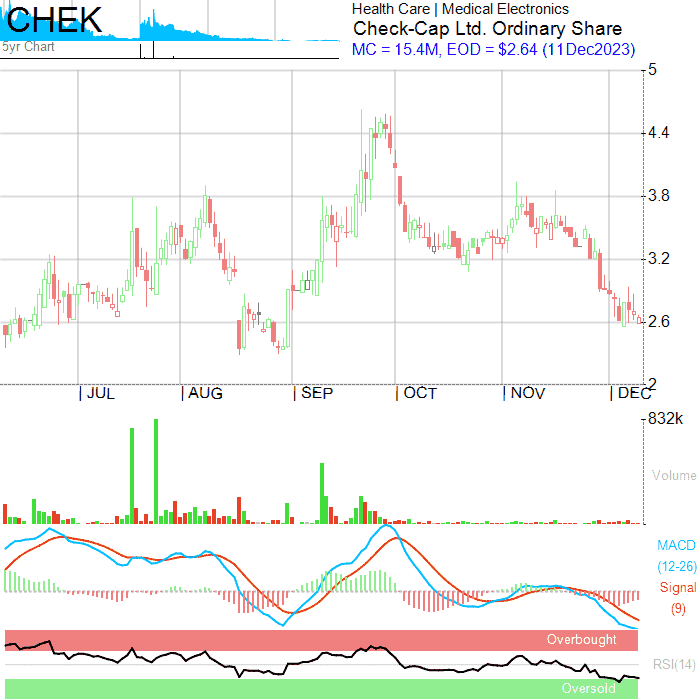 CHEK
5yr Chart
Health Care | Medical Electronics
Check-Cap Ltd. Ordinary Share
MC = 15.4M, EOD = $2.64 (11Dec2023)
5
4.4
3.8
3.2
2.6
2
JUL
AUG
SEP
OCT
NOV
DEC
832k
Volume
MACD
(12-26)
Signal
(9)
Overbought
RSI(14)
Oversold